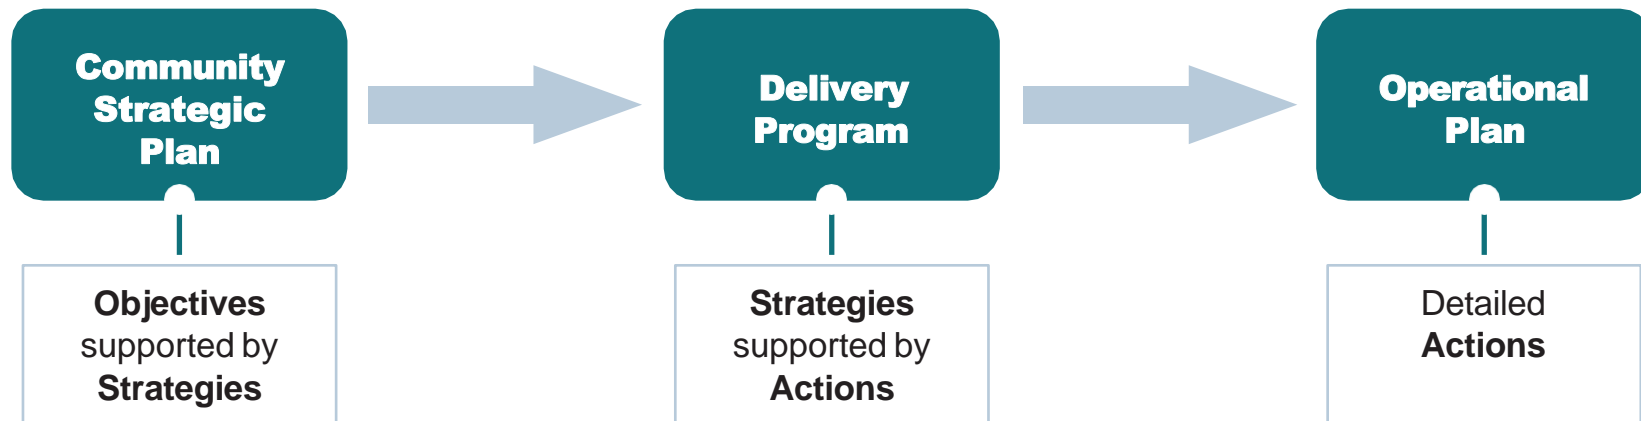 Community
Strategic
Plan
Delivery
Program
Operational
Plan
Objectives
supported by
Strategies
Strategies
supported by
Actions
Detailed
Actions